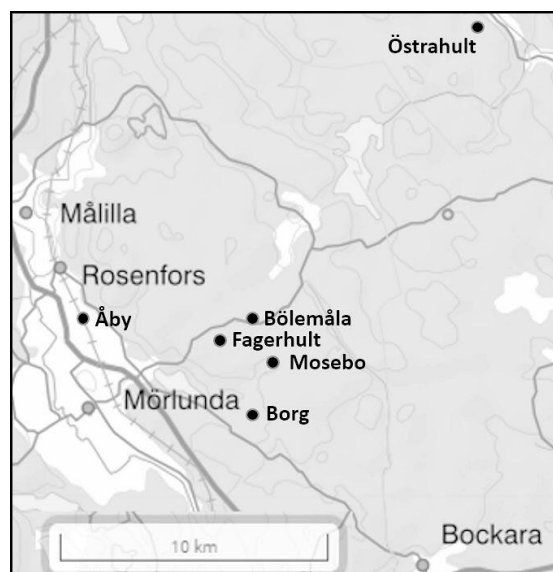 Östrahult
Målilla
Rosenfors
Åby
Bölemåla
Fagerhult
Mosebo
Mörlunda
Borg
10 km
Bockara